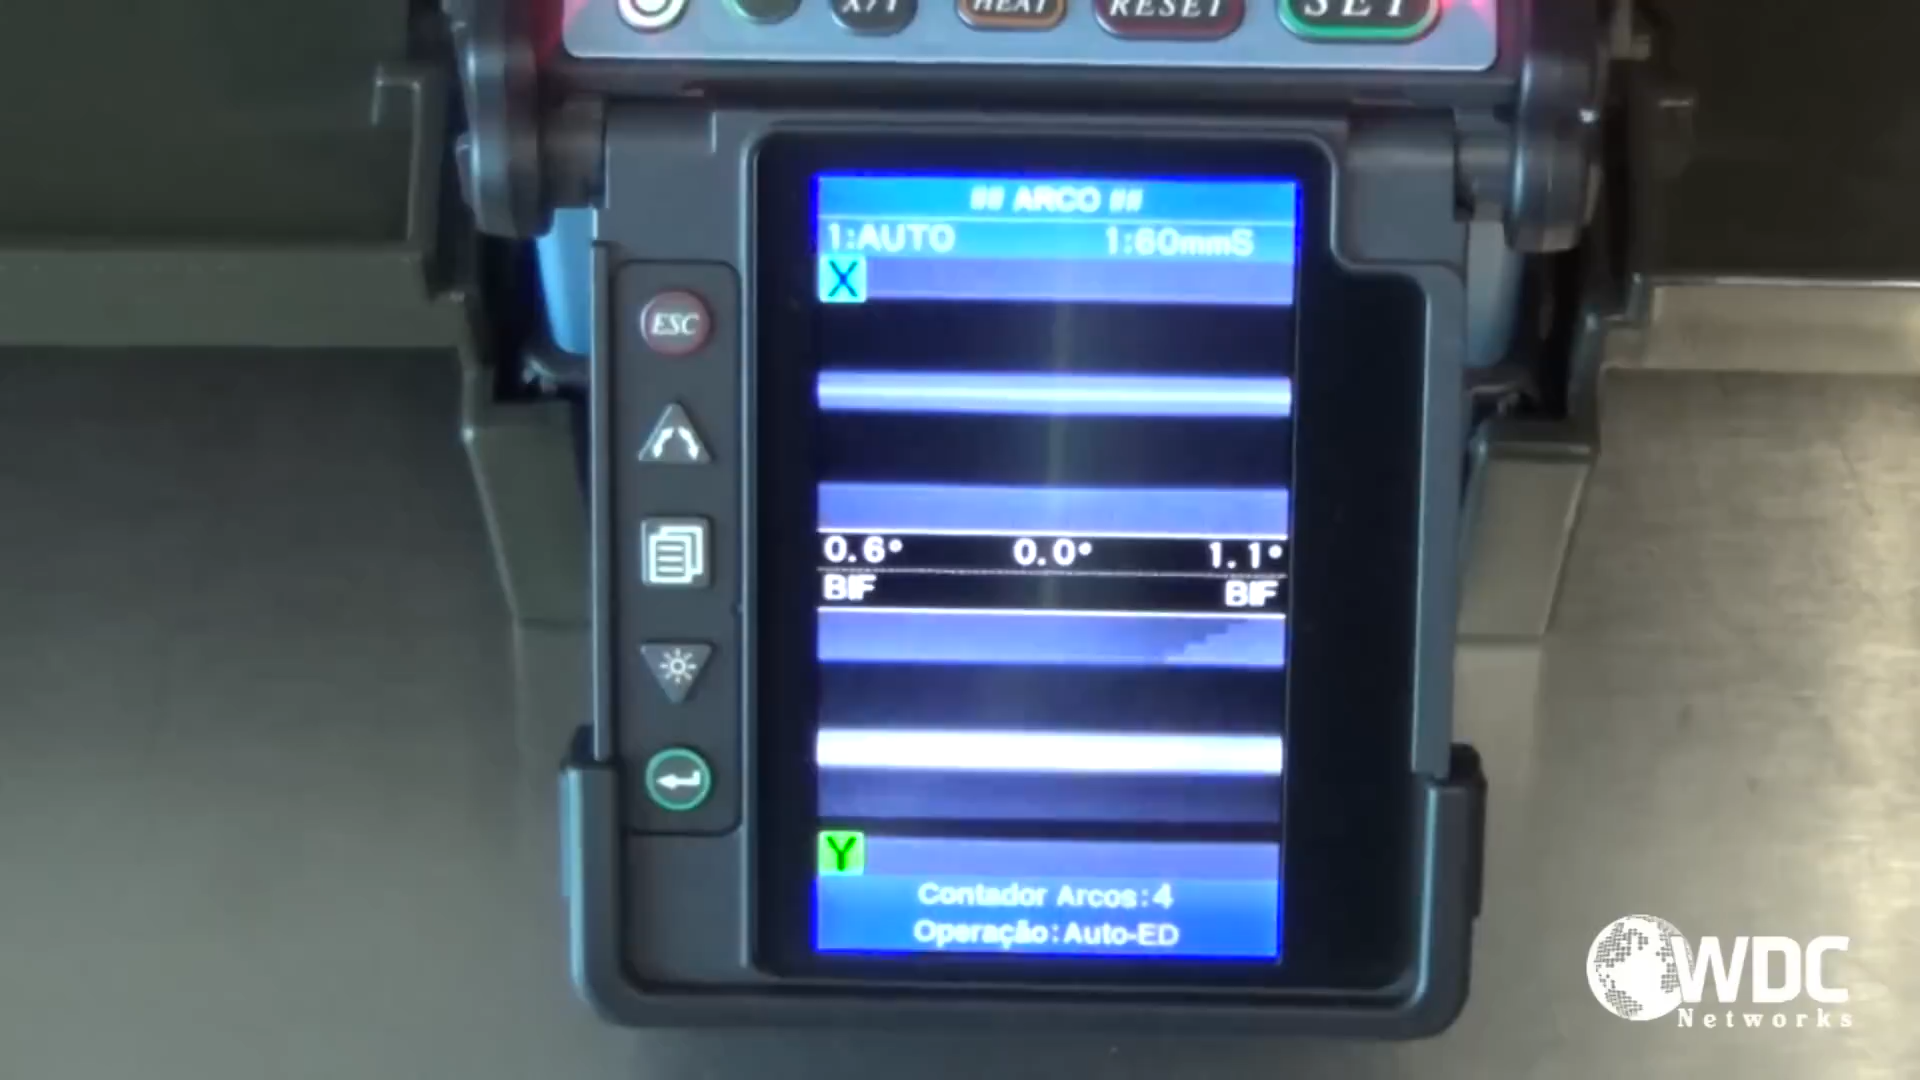 X/Y
HEAT
RESET
SET
## ARCO ##
1:AUTO 1:60mmS
X
ESC
0.6° 0.0° 1.1°
BIF BIF
Y
Contador Arcos:4
Operação:Auto-ED
WDC
Networks